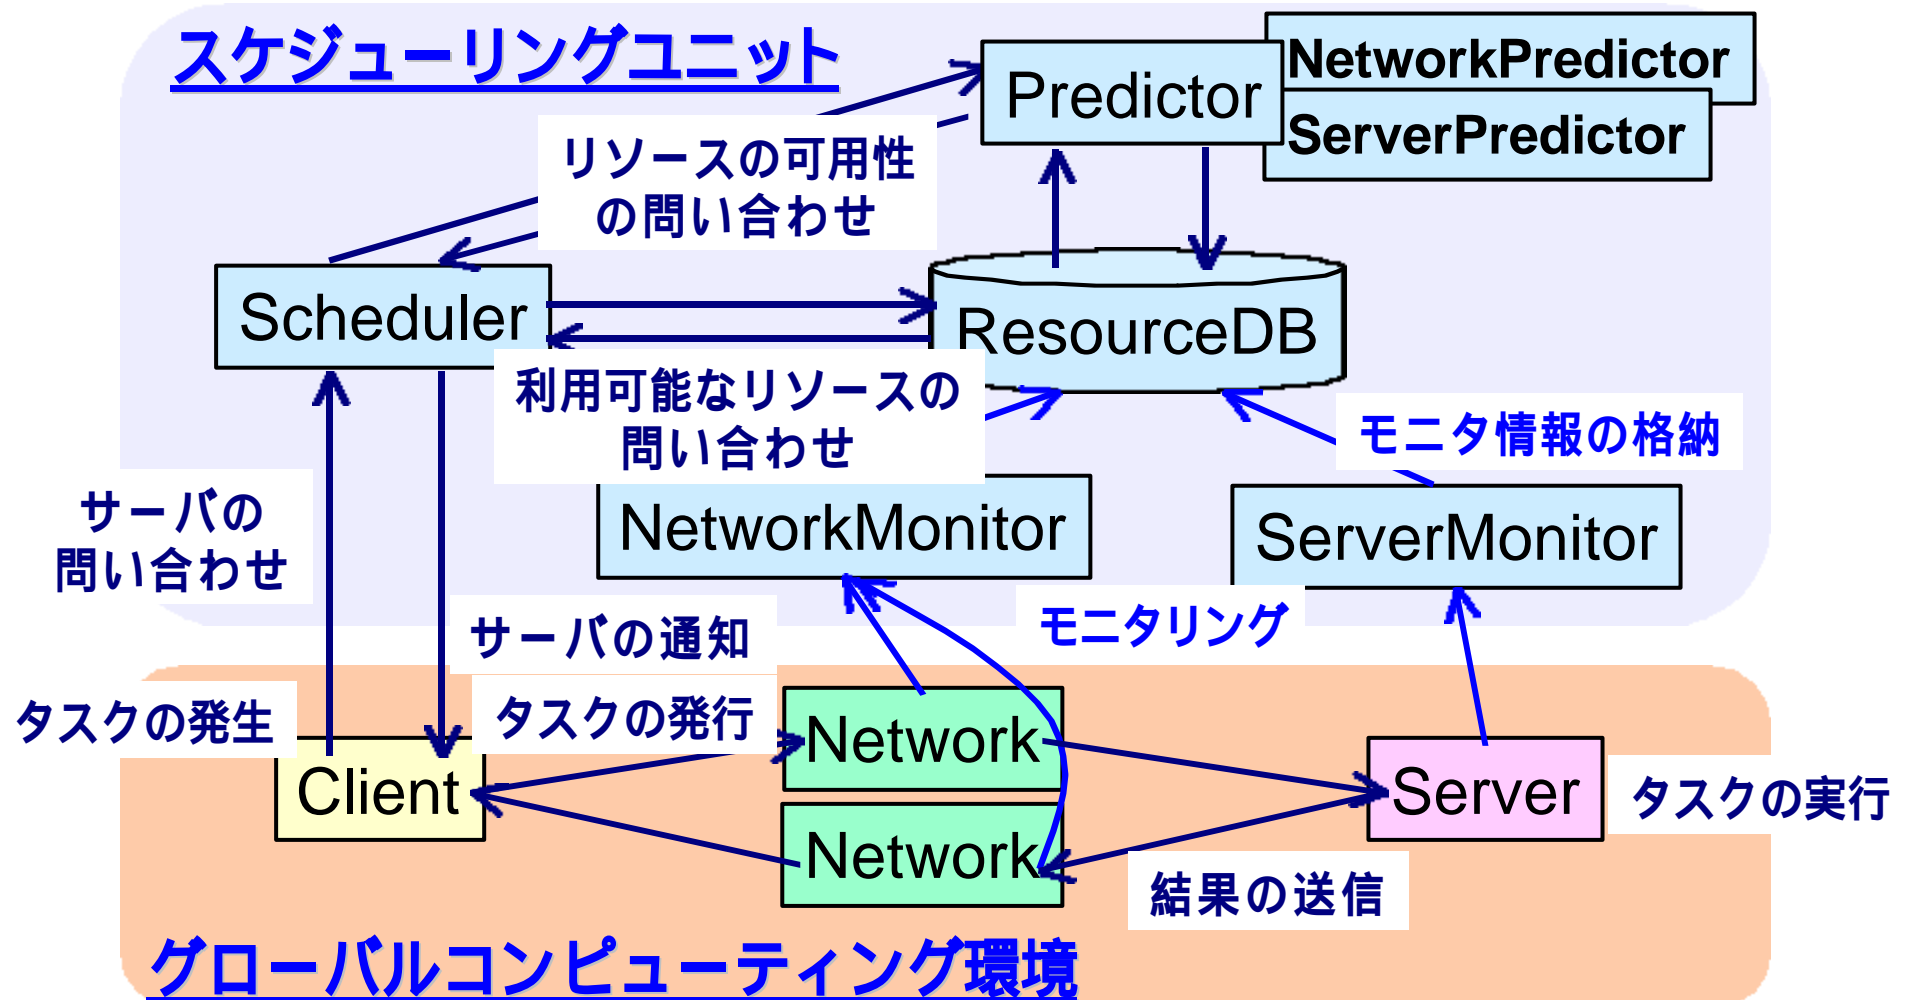 スケジューリングユニット
NetworkPredictor
Predictor
ServerPredictor
リソースの可用性
の問い合わせ
Scheduler
ResourceDB
利用可能なリソースの
問い合わせ
モニタ情報の格納
サーバの
問い合わせ
NetworkMonitor
ServerMonitor
モニタリング
サーバの通知
タスクの発生
タスクの発行
Network
Client
Server
タスクの実行
Network
結果の送信
グローバルコンピューティング環境